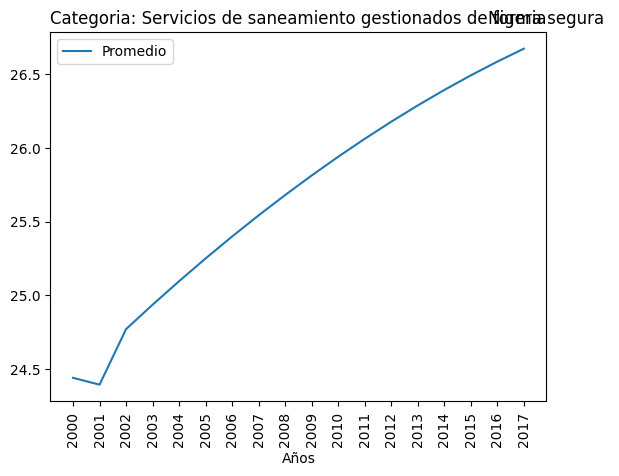 Categoria: Servicios de saneamiento gestionados de forma segura
Nigeria
Promedio
26.5
26.0
25.5
25.0
24.5
2000 2001 2002 2003 2004 2005 2006 2007 2008 2009 2010 2011 2012 2013 2014 2015 2016 2017
Años